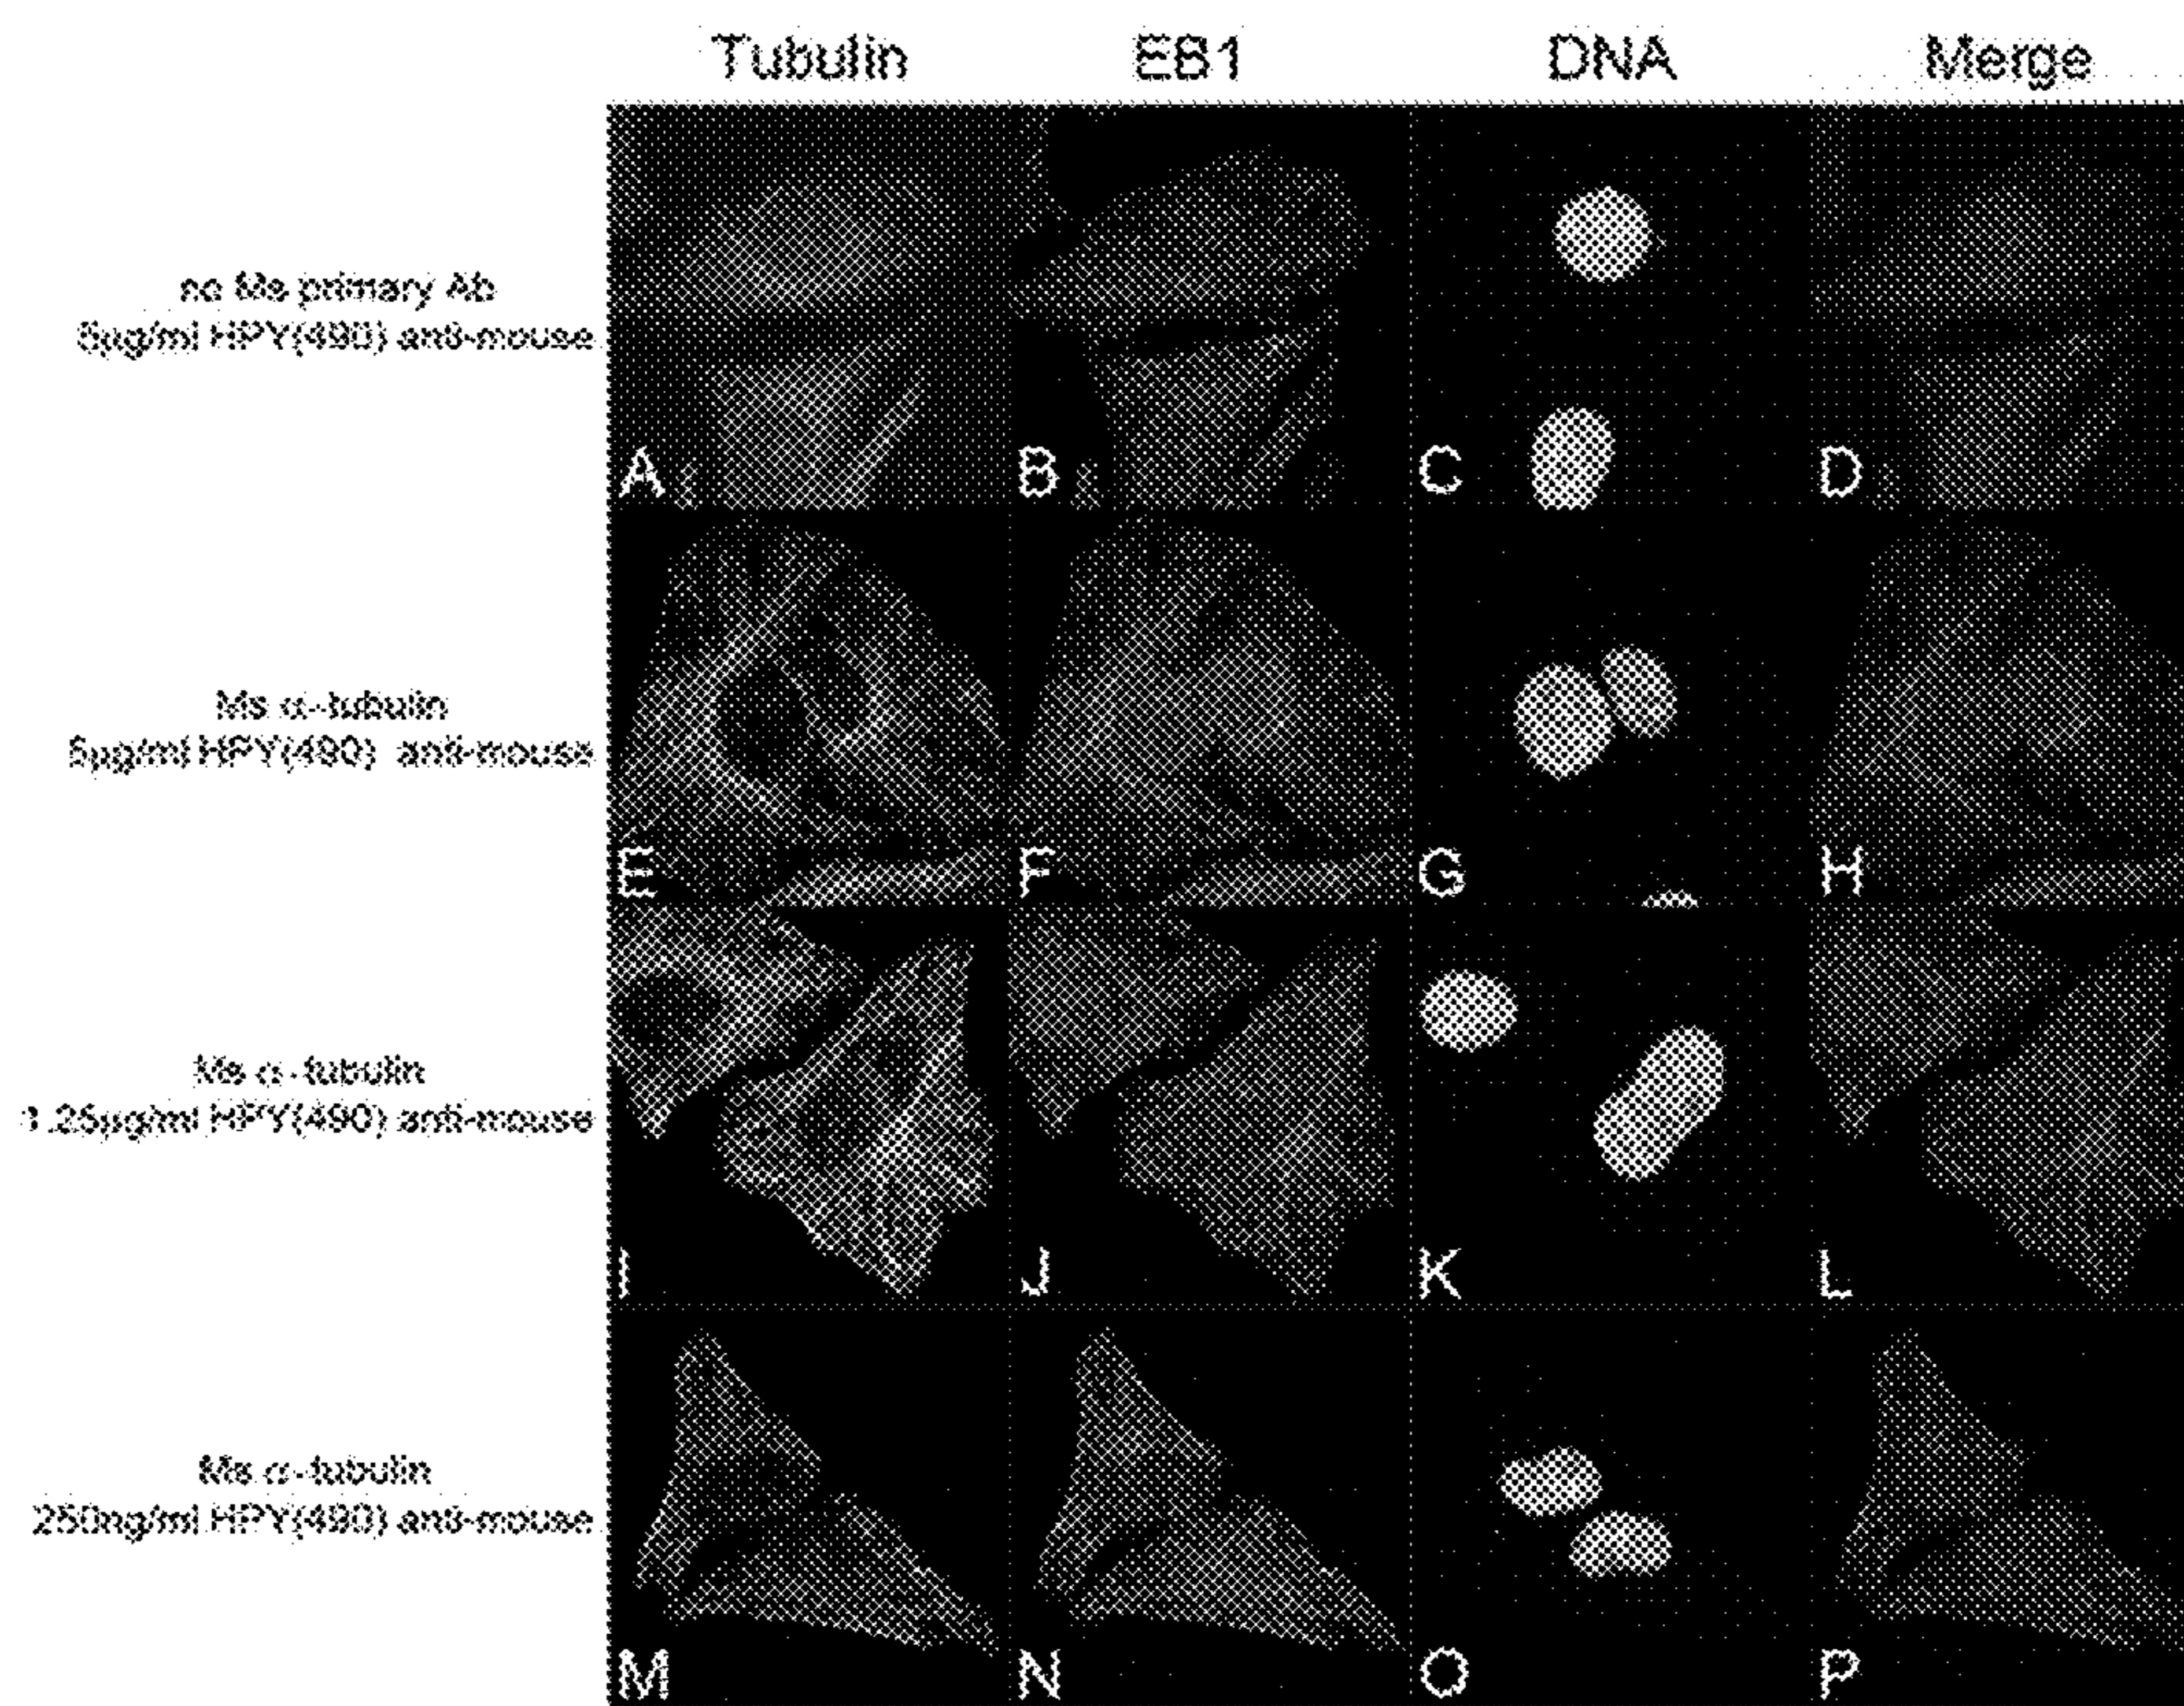 Tubulin EB1 DNA Merge
no Ms primary Ab
5µg/ml HPY(490) anti-mouse
A B C D
Ms α-tubulin
5µg/ml HPY(490) anti-mouse
E F G H
Ms α-tubulin
1.25µg/ml HPY(490) anti-mouse
I J K L
Ms α-tubulin
250ng/ml HPY(490) anti-mouse
M N O P